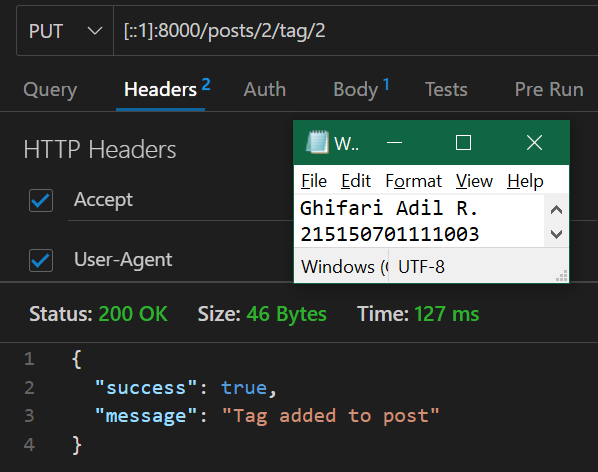 PUT [::1]:8000/posts/2/tag/2
Query Headers 2 Auth Body 1 Tests Pre Run
HTTP Headers
Accept
User-Agent
W..
File Edit Format View Help
Ghifari Adil R.
215150701111003
Windows (C UTF-8
Status: 200 OK Size: 46 Bytes Time: 127 ms
1 {
2 "success": true,
3 "message": "Tag added to post"
4 }